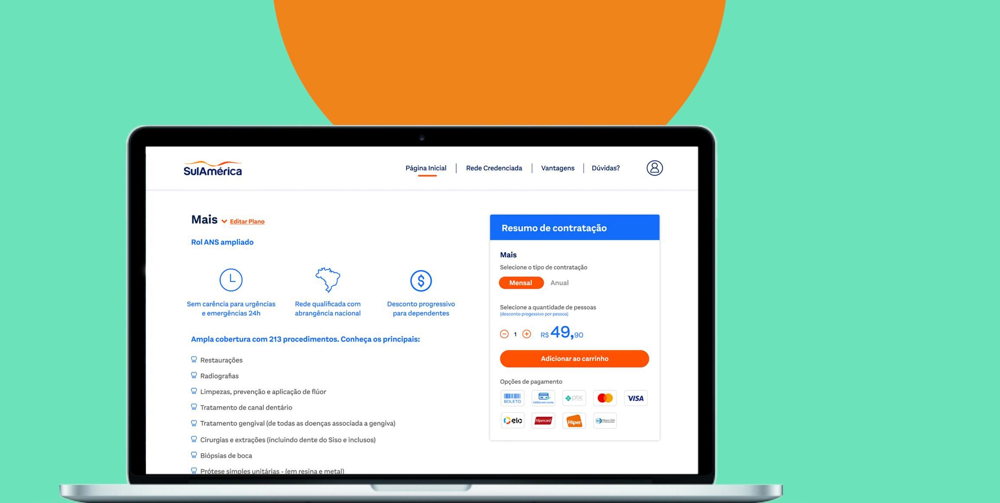 SulAmérica
Página Inicial
Rede Credenciada
Vantagens
Dúvidas?
Mais
Editar Plano
Rol ANS ampliado
Sem carência para urgências
e emergências 24h
Rede qualificada com
abrangência nacional
Desconto progressivo
para dependentes
Ampla cobertura com 213 procedimentos. Conheça os principais:
Restaurações
Radiografias
Limpezas, prevenção e aplicação de flúor
Tratamento de canal dentário
Tratamento gengival (de todas as doenças associada a gengiva)
Cirurgias e extrações (incluindo dente do Siso e inclusos)
Biópsias de boca
Prótese simples unitárias - (em resina e metal)
Resumo de contratação
Mais
Selecione o tipo de contratação
Mensal Anual
Selecione a quantidade de pessoas
(desconto progessivo por pessoa)
1 R$ 49,90
Adicionar ao carrinho
Opções de pagamento
BOLETO
Débito em conta
pix
VISA
elo
Hipercard
Hiper
Diners Club